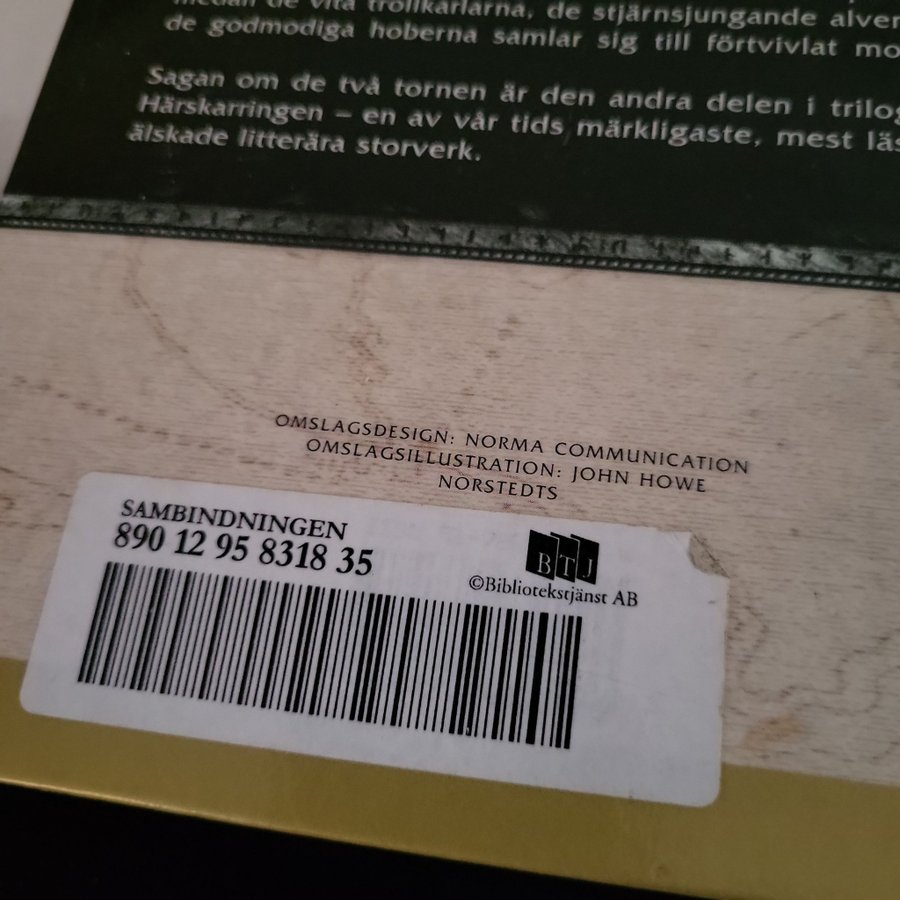 medan de vita trollkarlarna, de stjärnsjungande alver
de godmodiga hoberna samlar sig till förtvivlat mo
Sagan om de två tornen är den andra delen i trilog
Härskarringen – en av vår tids märkligaste, mest läs
älskade litterära storverk.
OMSLAGSDESIGN: NORMA COMMUNICATION
OMSLAGSILLUSTRATION: JOHN HOWE
NORSTEDTS
SAMBINDNINGEN
890 12 95 8318 35
BTJ
©Bibliotekstjänst AB